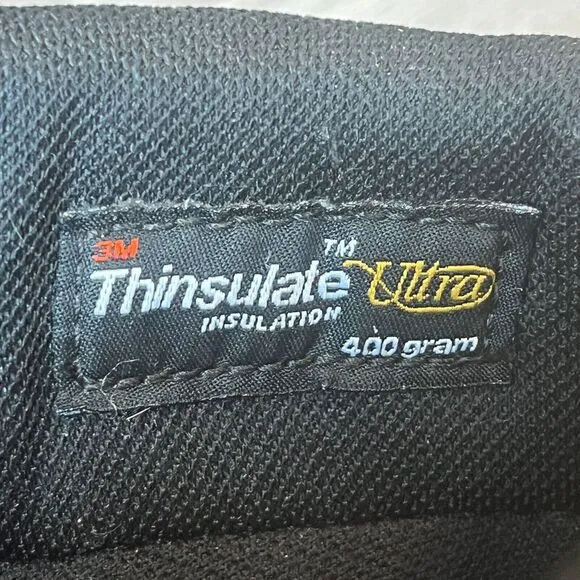 3M
Thinsulate™ Ultra
INSULATION
400 gram